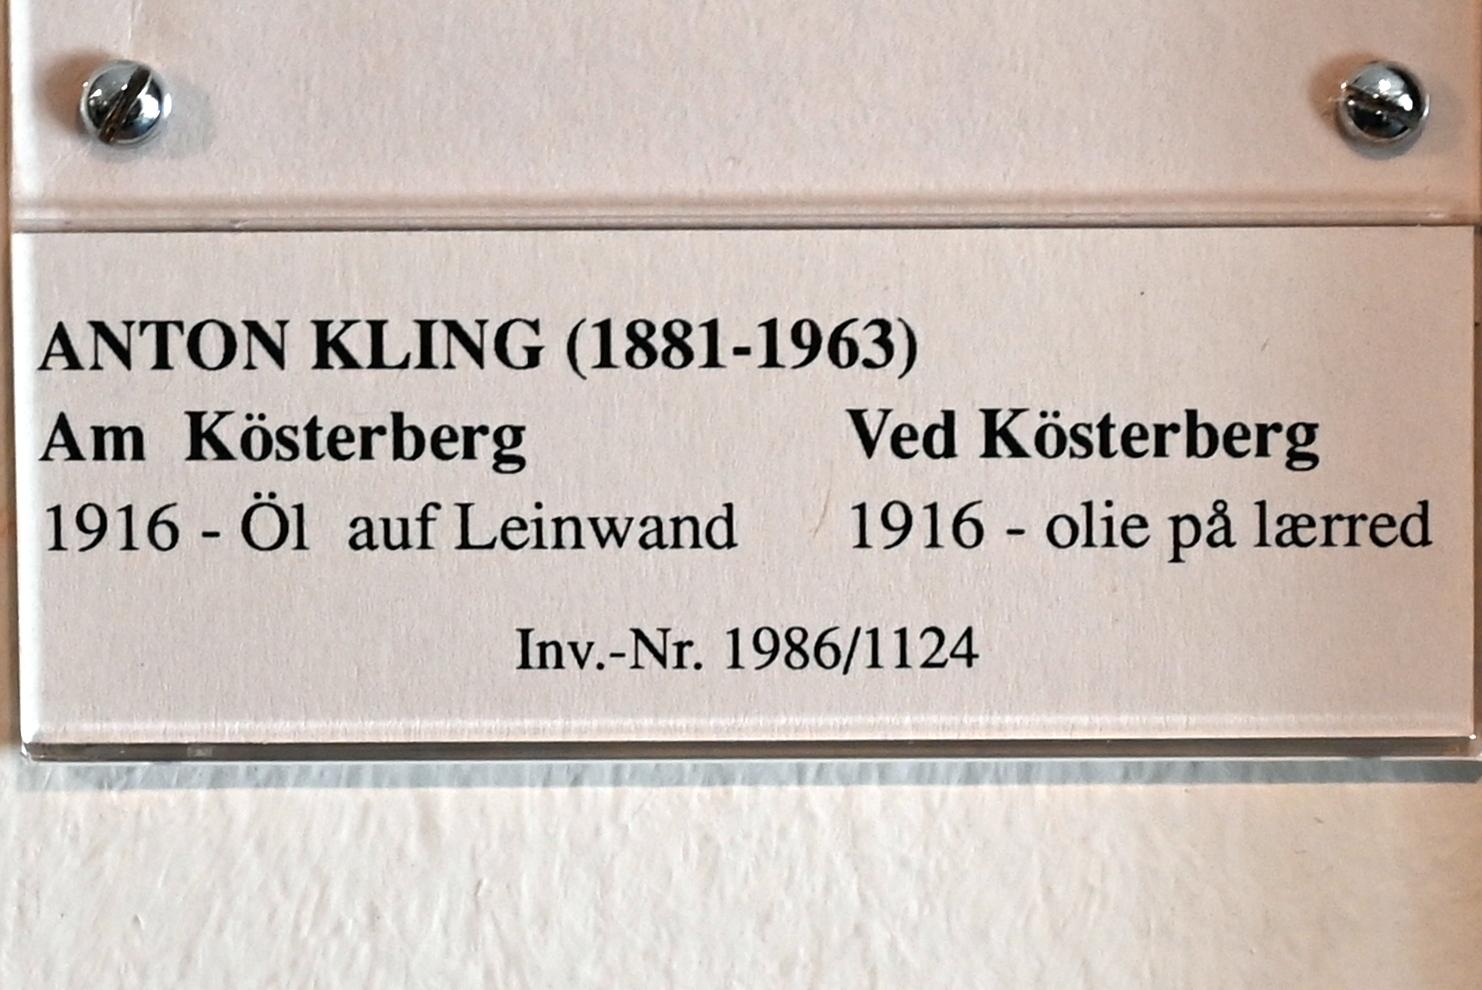 ANTON KLING (1881-1963)
Am Kösterberg Ved Kösterberg
1916 - Öl auf Leinwand 1916 - olie på lærred
Inv.-Nr. 1986/1124